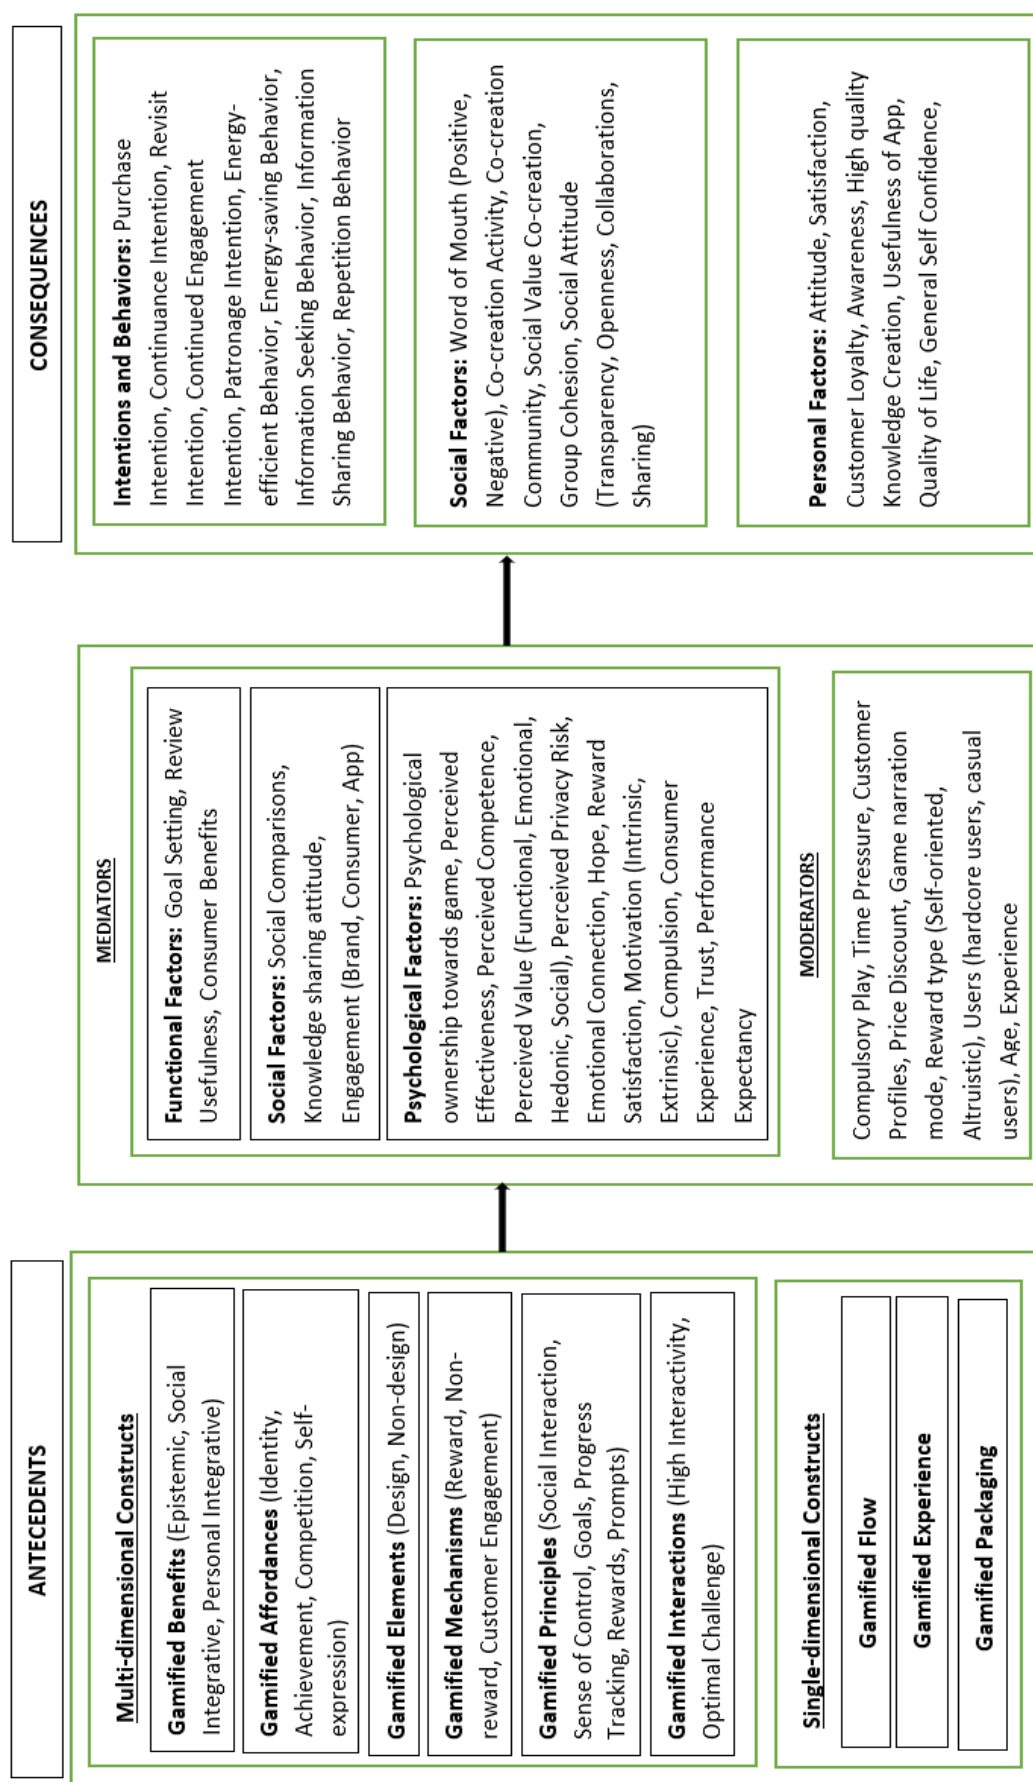 ANTECEDENTS
Multi-dimensional Constructs
Gamified Benefits (Epistemic, Social
Integrative, Personal Integrative)
Gamified Affordances (Identity,
Achievement, Competition, Self-
expression)
Gamified Elements (Design, Non-design)
Gamified Mechanisms (Reward, Non-
reward, Customer Engagement)
Gamified Principles (Social Interaction,
Sense of Control, Goals, Progress
Tracking, Rewards, Prompts)
Gamified Interactions (High Interactivity,
Optimal Challenge)
Single-dimensional Constructs
Gamified Flow
Gamified Experience
Gamified Packaging
MEDIATORS
Functional Factors: Goal Setting, Review
Usefulness, Consumer Benefits
Social Factors: Social Comparisons,
Knowledge sharing attitude,
Engagement (Brand, Consumer, App)
Psychological Factors: Psychological
ownership towards game, Perceived
Effectiveness, Perceived Competence,
Perceived Value (Functional, Emotional,
Hedonic, Social), Perceived Privacy Risk,
Emotional Connection, Hope, Reward
Satisfaction, Motivation (Intrinsic,
Extrinsic), Compulsion, Consumer
Experience, Trust, Performance
Expectancy
MODERATORS
Compulsory Play, Time Pressure, Customer
Profiles, Price Discount, Game narration
mode, Reward type (Self-oriented,
Altruistic), Users (hardcore users, casual
users), Age, Experience
CONSEQUENCES
Intentions and Behaviors: Purchase
Intention, Continuance Intention, Revisit
Intention, Continued Engagement
Intention, Patronage Intention, Energy-
efficient Behavior, Energy-saving Behavior,
Information Seeking Behavior, Information
Sharing Behavior, Repetition Behavior
Social Factors: Word of Mouth (Positive,
Negative), Co-creation Activity, Co-creation
Community, Social Value Co-creation,
Group Cohesion, Social Attitude
(Transparency, Openness, Collaborations,
Sharing)
Personal Factors: Attitude, Satisfaction,
Customer Loyalty, Awareness, High quality
Knowledge Creation, Usefulness of App,
Quality of Life, General Self Confidence,